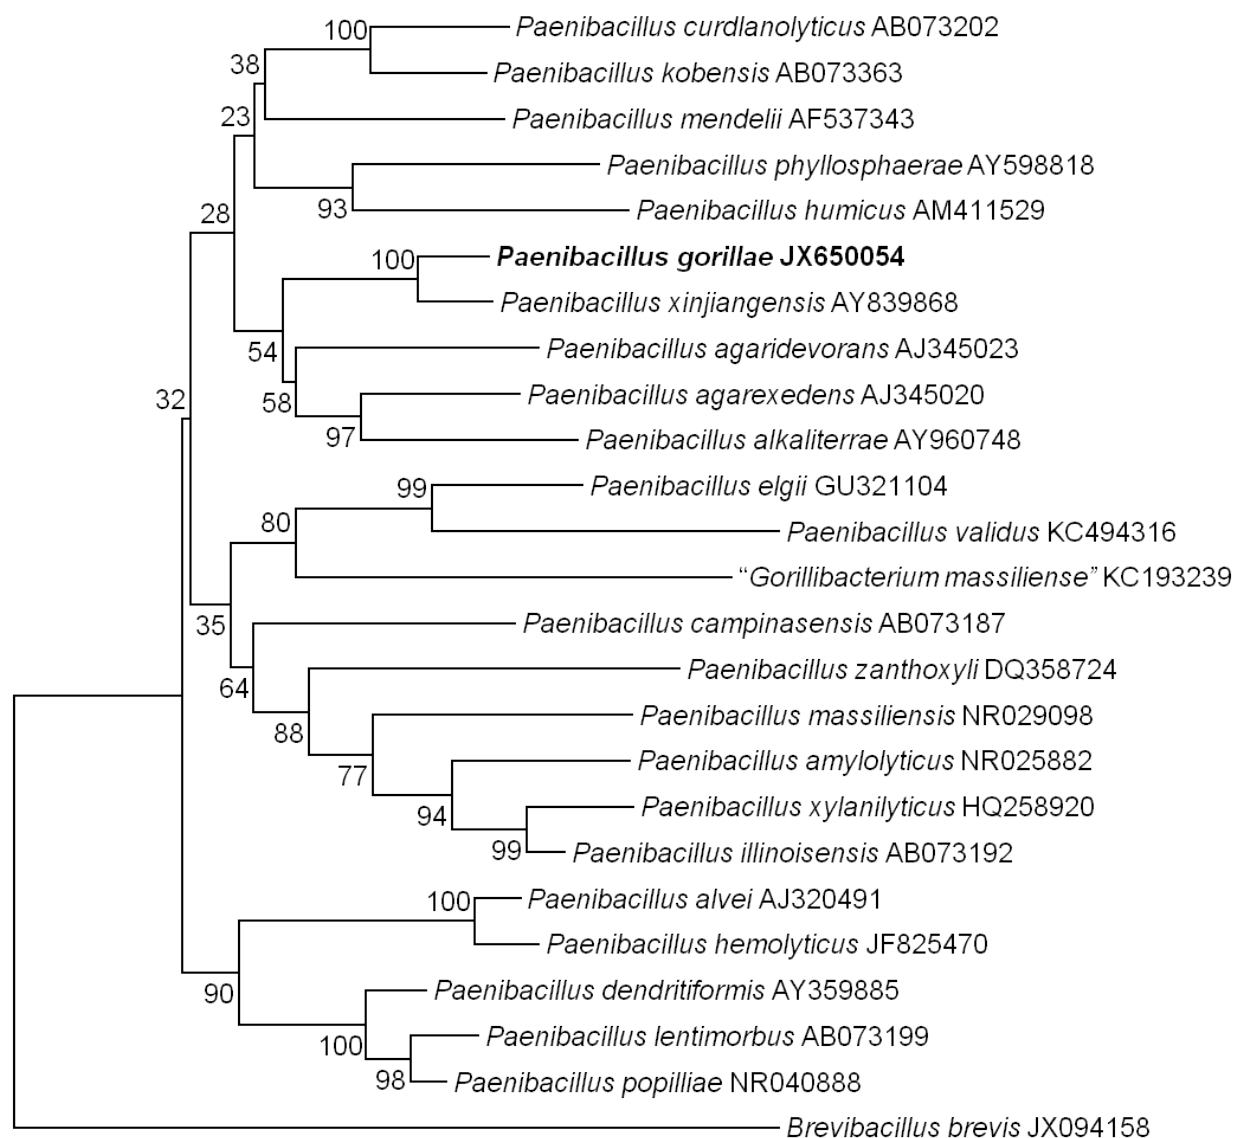 100
Paenibacillus curdlanolyticus AB073202
38
Paenibacillus kobensis AB073363
23
Paenibacillus mendelii AF537343
Paenibacillus phyllosphaerae AY598818
93
Paenibacillus humicus AM411529
28
100
Paenibacillus gorillae JX650054
Paenibacillus xinjiangensis AY839868
54
Paenibacillus agaridevorans AJ345023
58
Paenibacillus agarexedens AJ345020
32
97
Paenibacillus alkaliterrae AY960748
99
Paenibacillus elgii GU321104
80
Paenibacillus validus KC494316
“Gorillibacterium massiliense” KC193239
35
Paenibacillus campinasensis AB073187
64
Paenibacillus zanthoxyli DQ358724
88
Paenibacillus massiliensis NR029098
77
Paenibacillus amylolyticus NR025882
94
Paenibacillus xylanilyticus HQ258920
99
Paenibacillus illinoisensis AB073192
100
Paenibacillus alvei AJ320491
Paenibacillus hemolyticus JF825470
90
Paenibacillus dendritiformis AY359885
100
Paenibacillus lentimorbus AB073199
98
Paenibacillus popilliae NR040888
Brevibacillus brevis JX094158